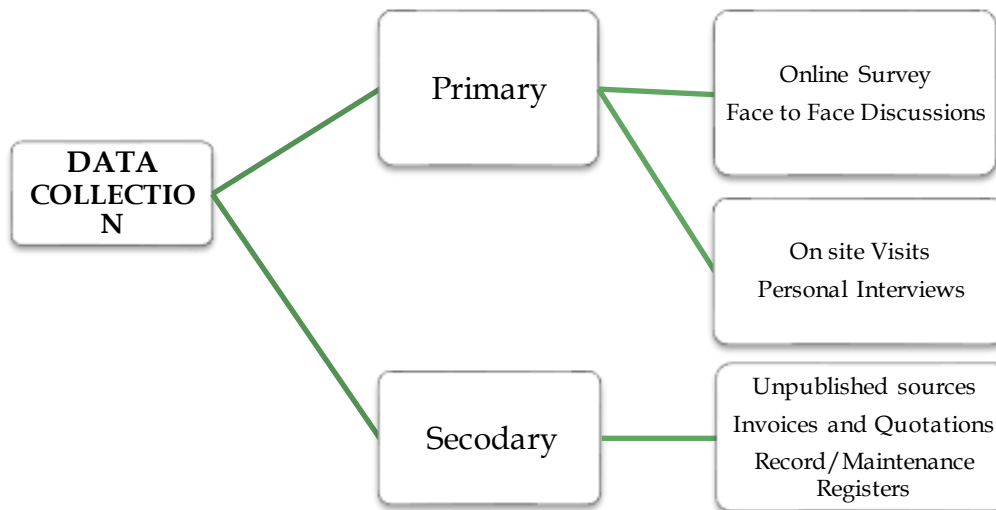 DATA
COLLECTIO
N
Primary
Online Survey
Face to Face Discussions
On site Visits
Personal Interviews
Secodary
Unpublished sources
Invoices and Quotations
Record/Maintenance
Registers